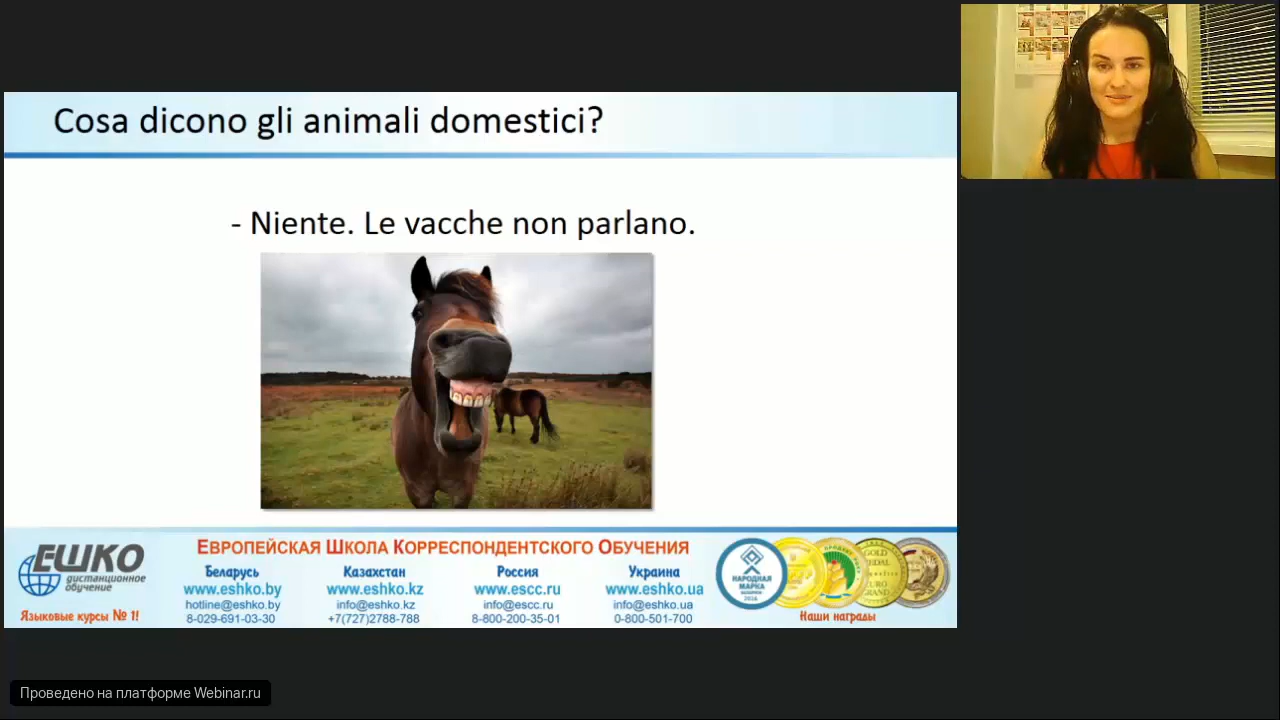 Cosa dicono gli animali domestici?
- Niente. Le vacche non parlano.
ЕШКО
дистанционное
обучение
Языковые курсы № 1!
ЕВРОПЕЙСКАЯ ШКОЛА КОРРЕСПОНДЕНТСКОГО ОБУЧЕНИЯ
Беларусь
www.eshko.by
hotline@eshko.by
8-029-691-03-30
Казахстан
www.eshko.kz
info@eshko.kz
+7(727)2788-788
Россия
www.escc.ru
info@escc.ru
8-800-200-35-01
Украина
www.eshko.ua
info@eshko.ua
0-800-501-700
НАРОДНАЯ
МАРКА
GOLD
MEDAL
Наши награды
Проведено на платформе Webinar.ru